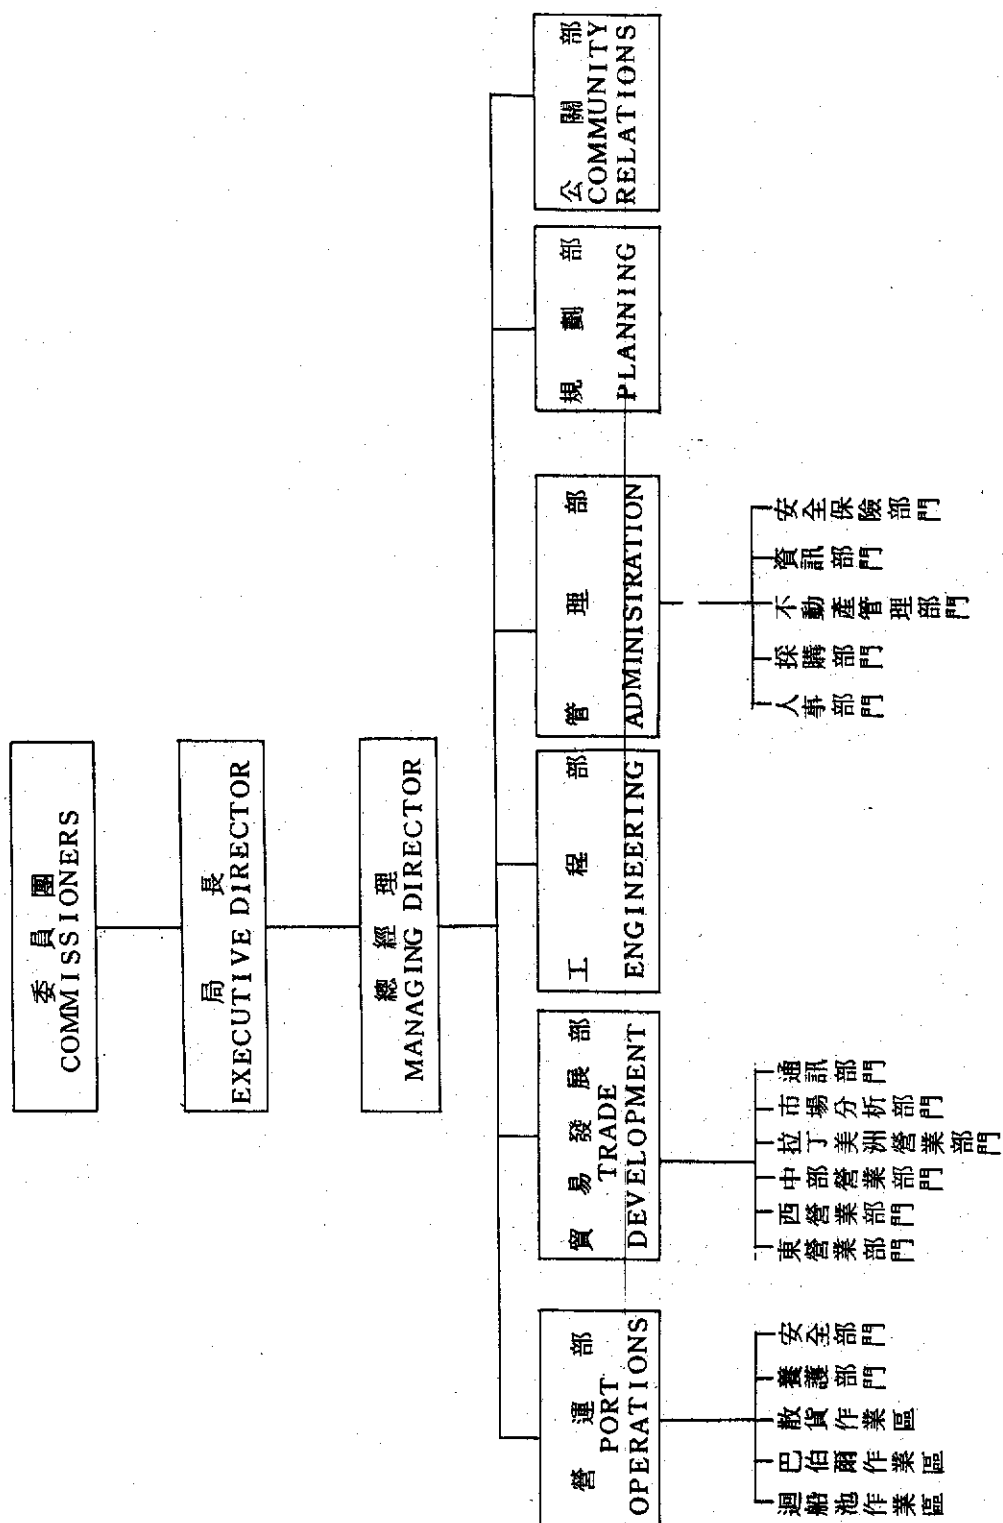 委員團
COMMISSIONERS
局長
EXECUTIVE DIRECTOR
總經理
MANAGING DIRECTOR
營運部
PORT
OPERATIONS
貿易發展部
TRADE
DEVELOPMENT
工程部
ENGINEERING
管理部
ADMINISTRATION
規劃部
PLANNING
公關部
COMMUNITY
RELATIONS
迴船池作業區
巴伯爾作業區
散貨作業區
養護部門
安全部門
東營業部門
西營業部門
中部營業部門
拉丁美洲營業部門
市場分析部門
通訊部門
人事部門
採購部門
不動產管理部門
資訊部門
安全保險部門